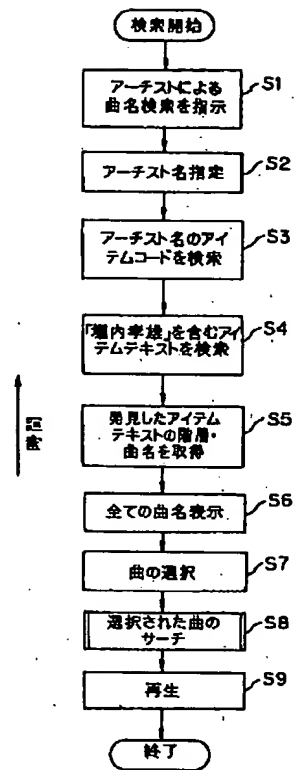 検索開始
アーチストによる
曲名検索を指示
S1
アーチスト名指定
S2
アーチスト名のアイ
テムコードを検索
S3
「堀内孝雄」を含むアイ
テムテキストを検索
S4
発見したアイテム
テキストの階層・
曲名を取得
S5
全ての曲名表示
S6
曲の選択
S7
選択された曲の
サーチ
S8
再生
S9
終了
時間